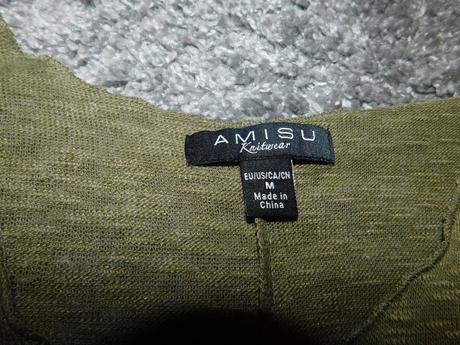 AMISU
Knitwear
EU/US/CA/CN
M
Made in
China